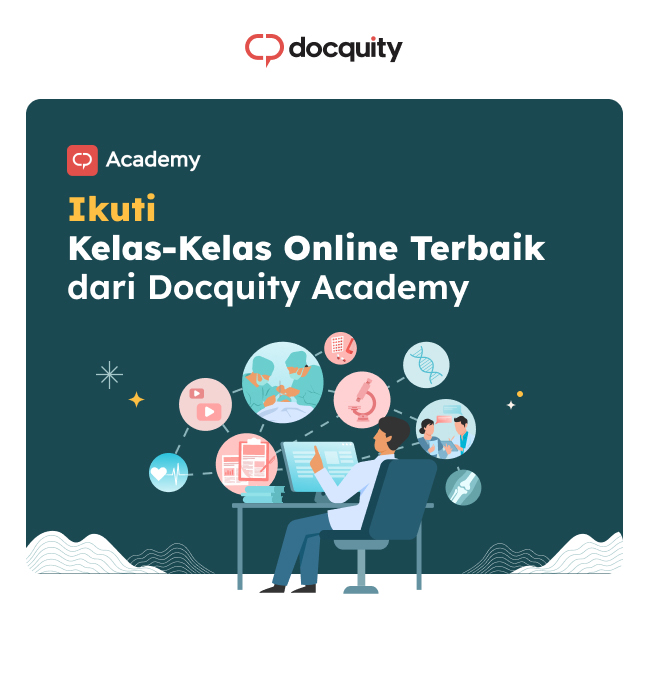 docquity
Academy
Ikuti
Kelas-Kelas Online Terbaik
dari Docquity Academy